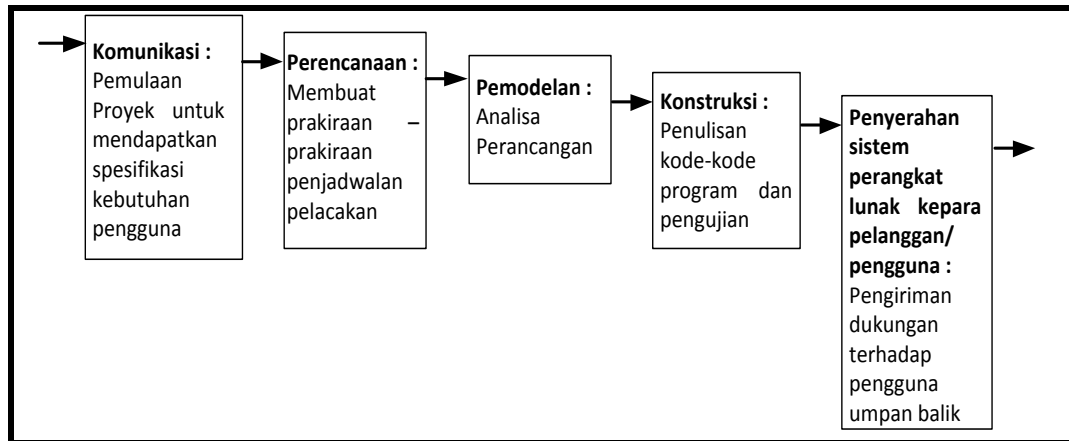 Komunikasi :
Pemulaan
Proyek untuk
mendapatkan
spesifikasi
kebutuhan
pengguna
Perencanaan :
Membuat
prakiraan –
prakiraan
penjadwalan
pelacakan
Pemodelan :
Analisa
Perancangan
Konstruksi :
Penulisan
kode-kode
program dan
pengujian
Penyerahan
sistem
perangkat
lunak kepara
pelanggan/
pengguna :
Pengiriman
dukungan
terhadap
pengguna
umpan balik